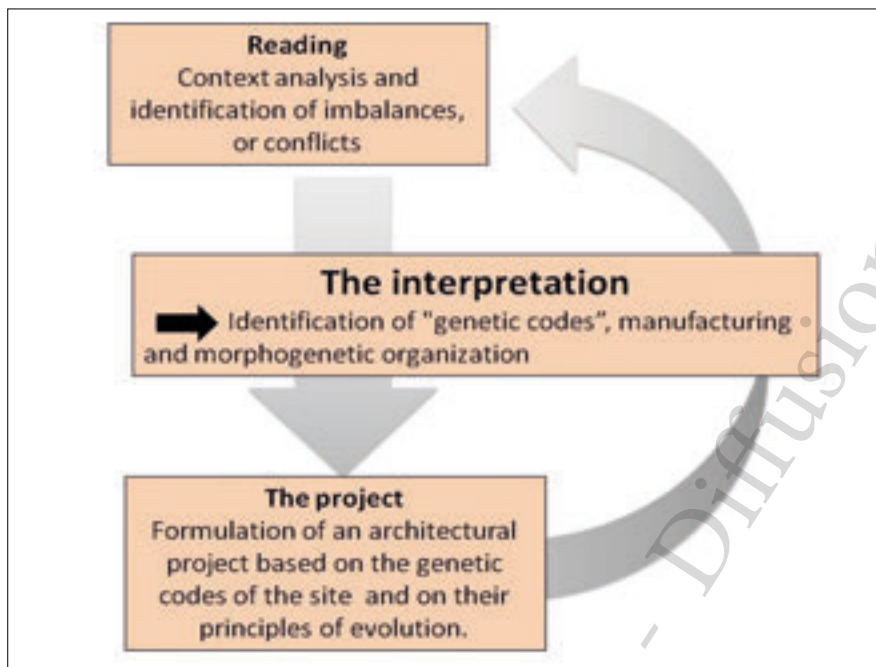 Reading
Context analysis and
identification of imbalances,
or conflicts
The interpretation
Identification of "genetic codes", manufacturing
and morphogenetic organization
The project
Formulation of an architectural
project based on the genetic
codes of the site and on their
principles of evolution.
- Diffusion